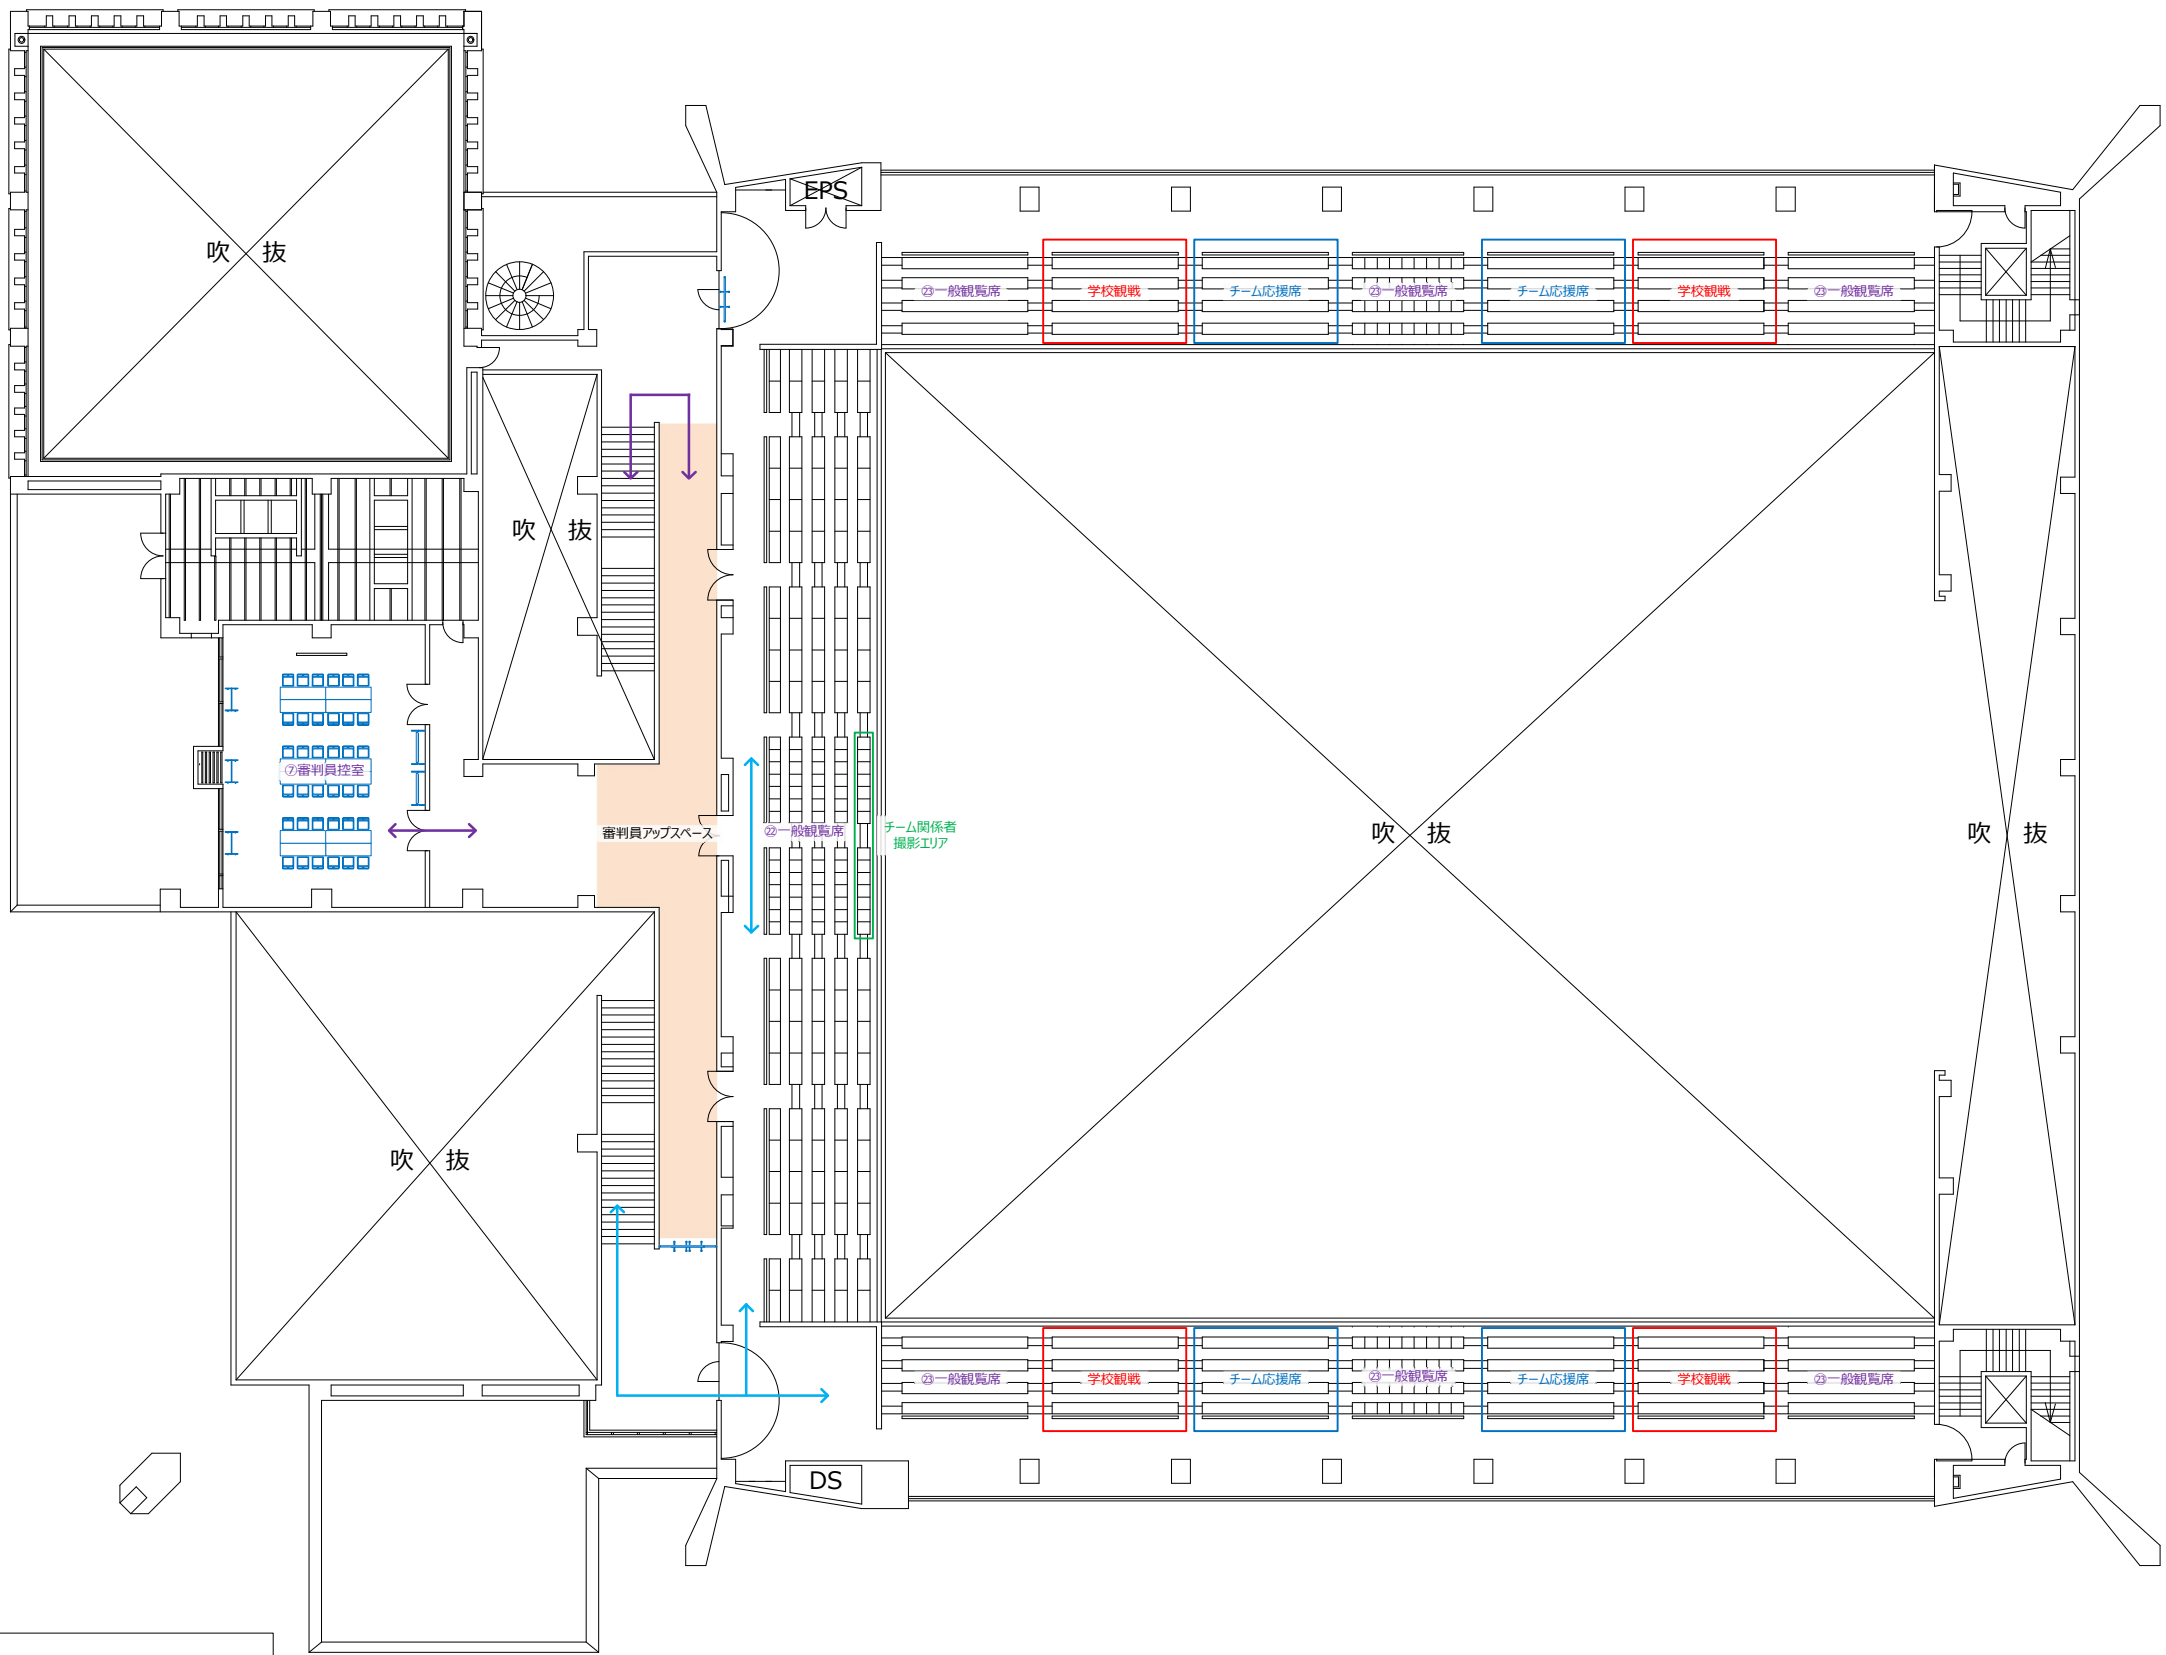 EPS
吹 抜
㉓一般観覧席
学校観戦
チーム応援席
㉓一般観覧席
チーム応援席
学校観戦
㉓一般観覧席
吹 抜
⑦審判員控室
審判員アップスペース
㉒一般観覧席
チーム関係者
撮影エリア
吹 抜
吹 抜
吹 抜
㉓一般観覧席
学校観戦
チーム応援席
㉓一般観覧席
チーム応援席
学校観戦
㉓一般観覧席
DS